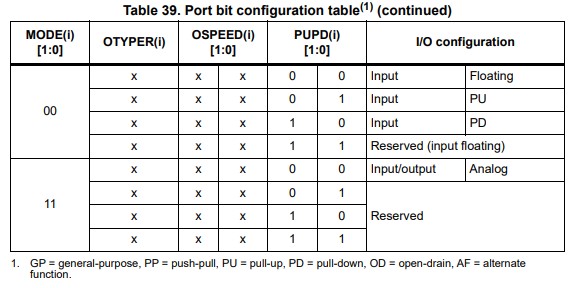 Table 39. Port bit configuration table(1) (continued)
MODE(i) [1:0] OTYPER(i) OSPEED(i) [1:0] PUPD(i) [1:0] I/O configuration
00 x x x 0 0 Input Floating
x x x 0 1 Input PU
x x x 1 0 Input PD
x x x 1 1 Reserved (input floating)
11 x x x 0 0 Input/output Analog
x x x 0 1 Reserved
x x x 1 0
x x x 1 1
1. GP = general-purpose, PP = push-pull, PU = pull-up, PD = pull-down, OD = open-drain, AF = alternate
function.